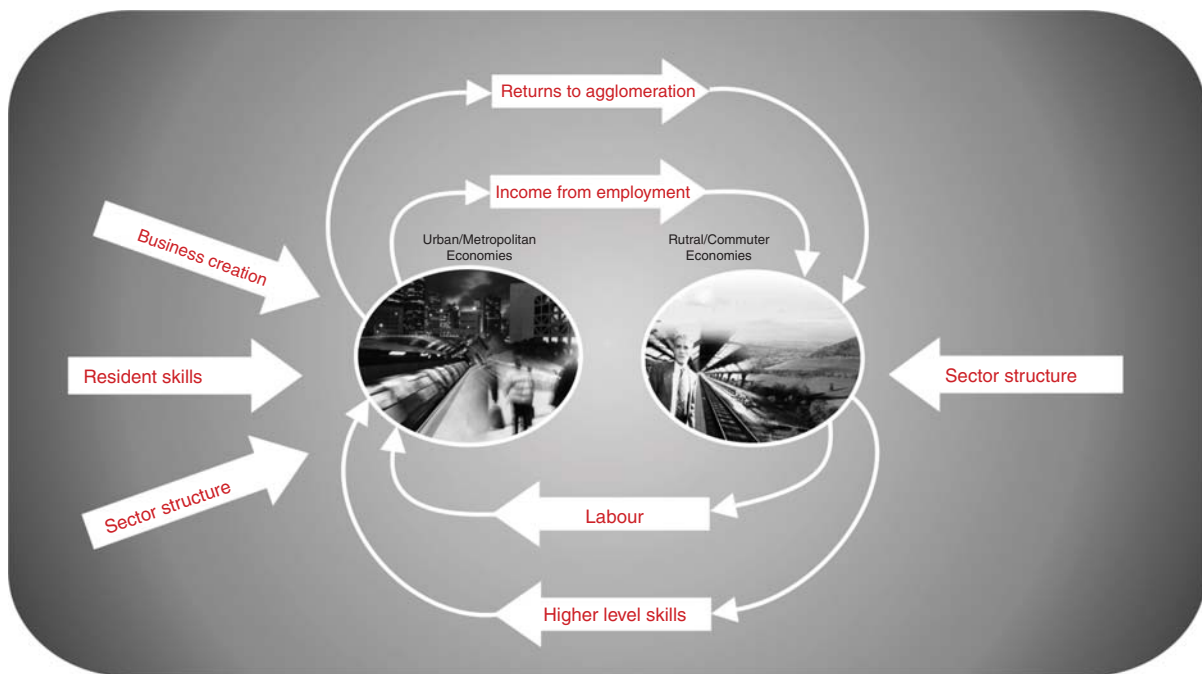 Returns to agglomeration
Income from employment
Business creation
Urban/Metropolitan
Economies
Rutral/Commuter
Economies
Resident skills
Sector structure
Sector structure
Labour
Higher level skills